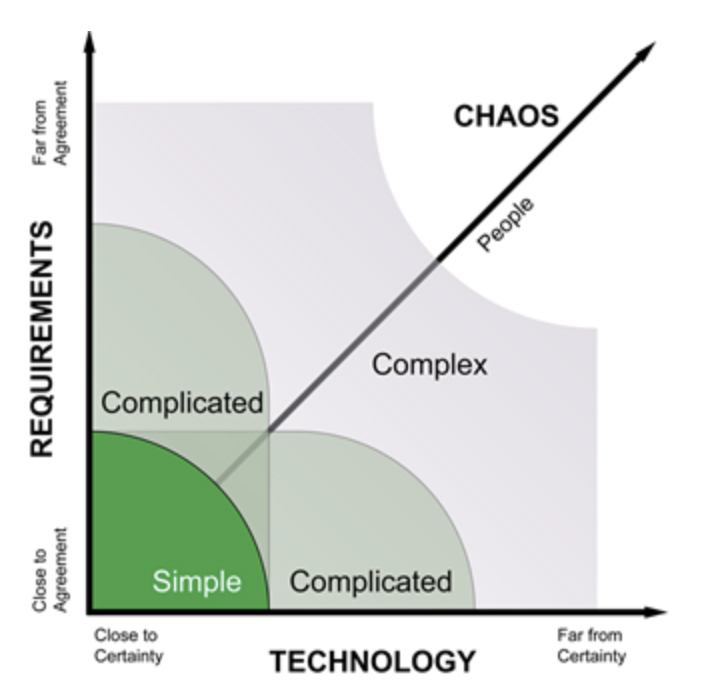 CHAOS
People
Far from
Agreement
REQUIREMENTS
Complex
Complicated
Close to
Agreement
Simple
Complicated
Close to
Certainty
TECHNOLOGY
Far from
Certainty